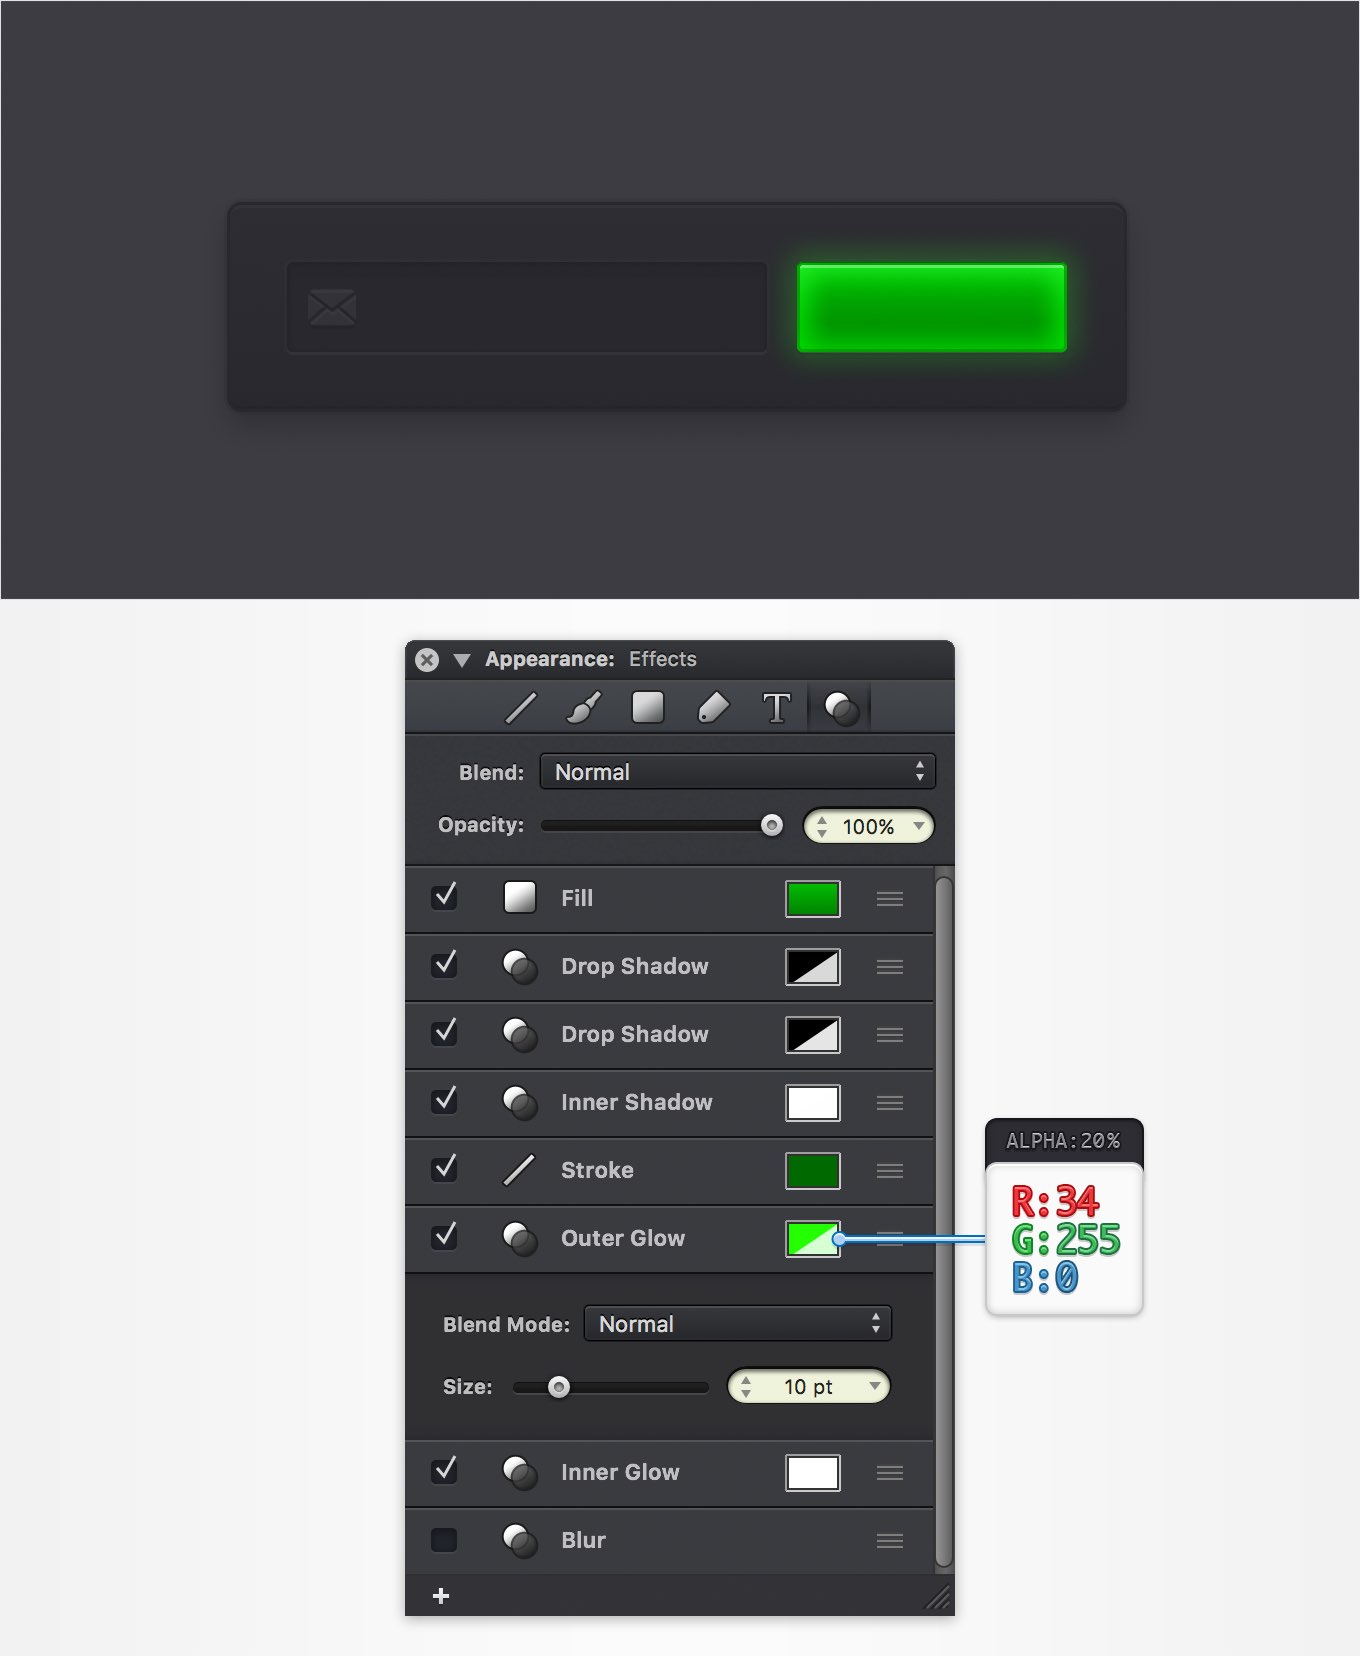 Appearance: Effects
T
Blend: Normal
Opacity: 100%
Fill
Drop Shadow
Drop Shadow
Inner Shadow
Stroke
Outer Glow
ALPHA:20%
R:34
G:255
B:0
Blend Mode: Normal
Size: 10 pt
Inner Glow
Blur